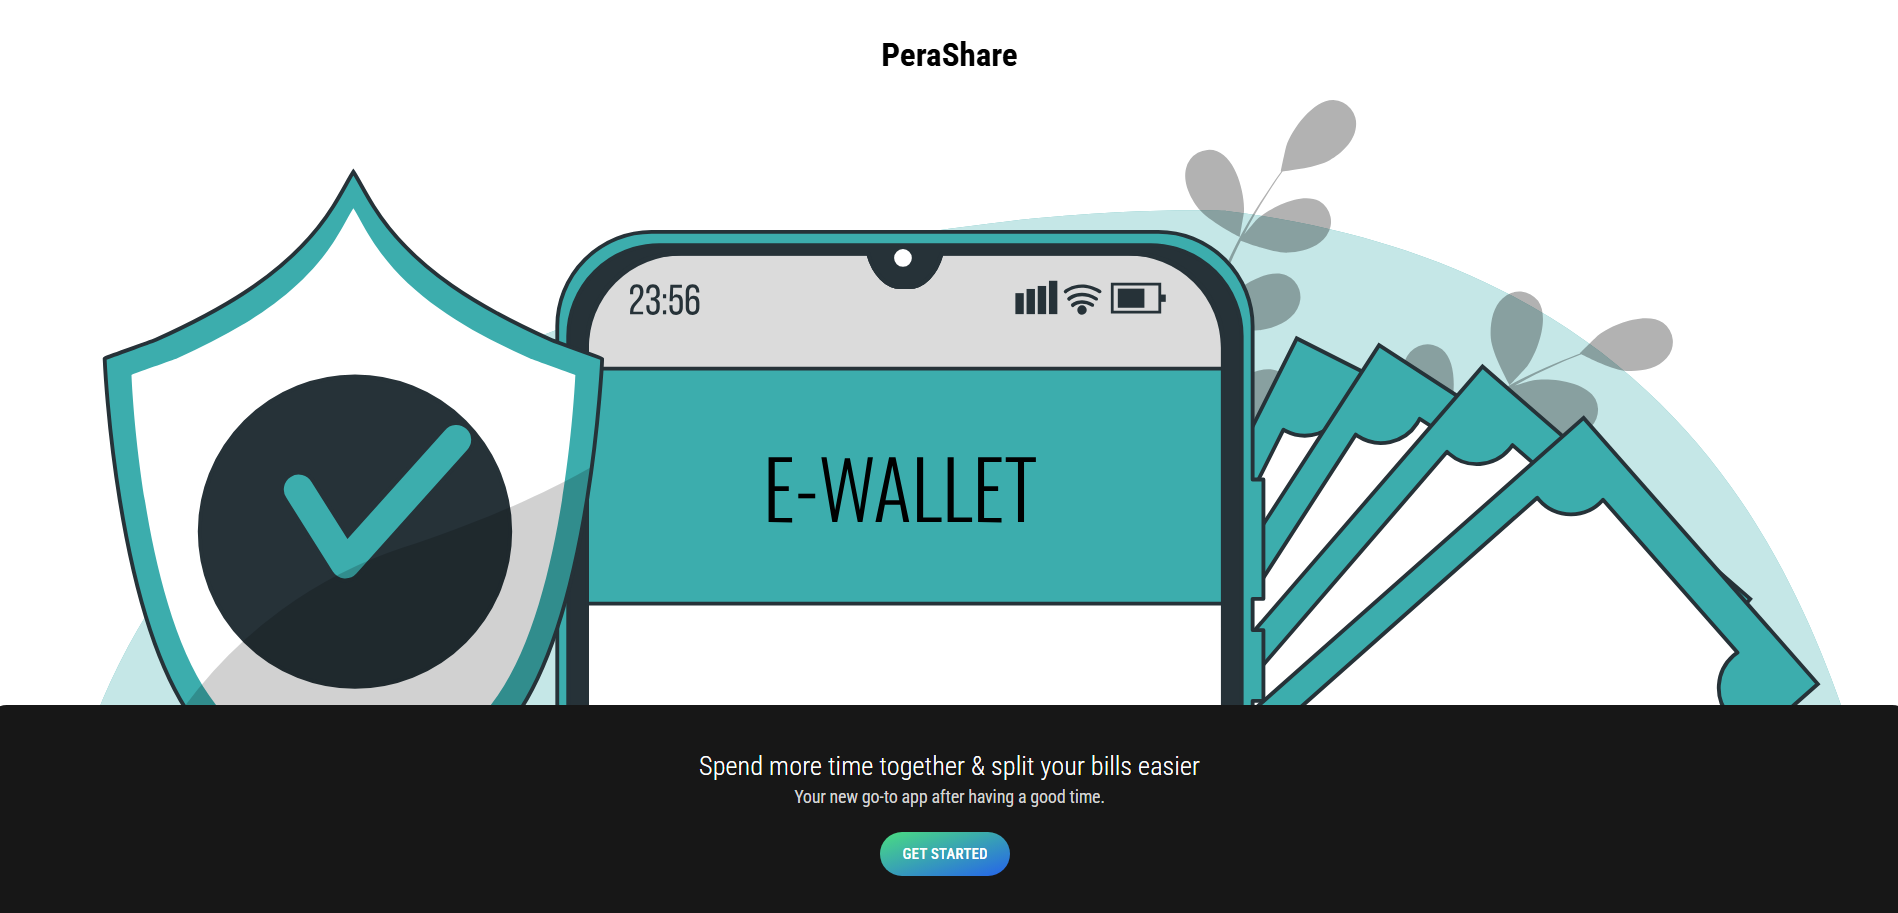 PeraShare
23:56
E-WALLET
Spend more time together & split your bills easier
Your new go-to app after having a good time.
GET STARTED